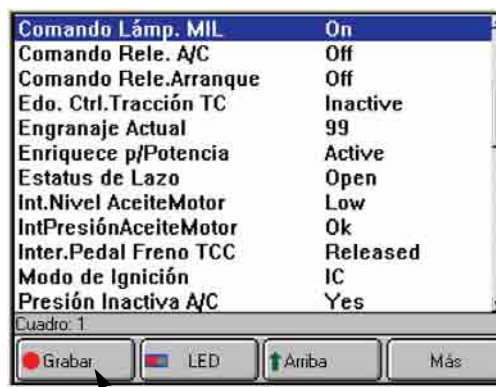 Comando Lámp. MIL On
Comando Rele. A/C Off
Comando Rele.Arranque Off
Edo. Ctrl.Tracción TC Inactive
Engranaje Actual 99
Enriquece p/Potencia Active
Estatus de Lazo Open
Int.Nivel AceiteMotor Low
IntPresiónAceiteMotor Ok
Inter.Pedal Freno TCC Released
Modo de Ignición IC
Presión Inactiva A/C Yes
Cuadro: 1
Grabar LED Arriba Más